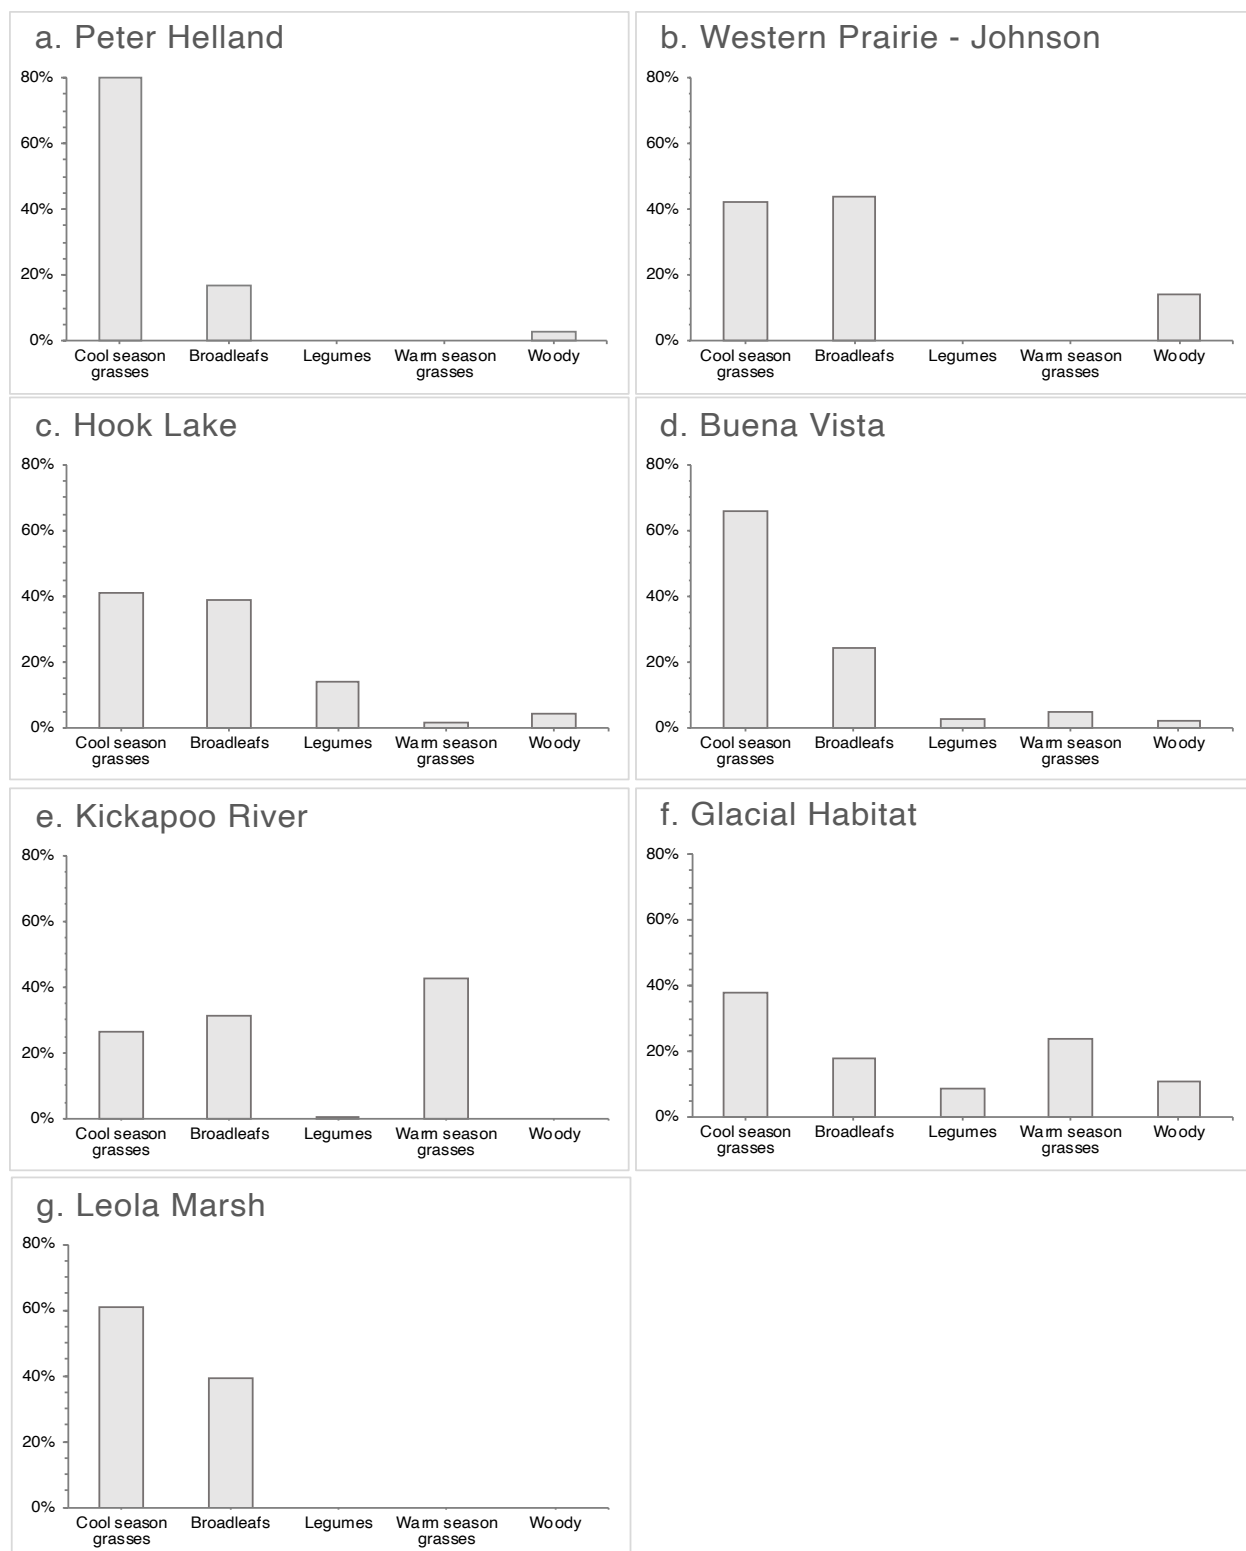 a. Peter Helland
80%
60%
40%
20%
0%
Cool season Broadleafs Legumes Warm season Woody
grasses grasses
b. Western Prairie - Johnson
80%
60%
40%
20%
0%
Cool season Broadleafs Legumes Warm season Woody
grasses grasses
c. Hook Lake
80%
60%
40%
20%
0%
Cool season Broadleafs Legumes Warm season Woody
grasses grasses
d. Buena Vista
80%
60%
40%
20%
0%
Cool season Broadleafs Legumes Warm season Woody
grasses grasses
e. Kickapoo River
80%
60%
40%
20%
0%
Cool season Broadleafs Legumes Warm season Woody
grasses grasses
f. Glacial Habitat
80%
60%
40%
20%
0%
Cool season Broadleafs Legumes Warm season Woody
grasses grasses
g. Leola Marsh
80%
60%
40%
20%
0%
Cool season Broadleafs Legumes Warm season Woody
grasses grasses